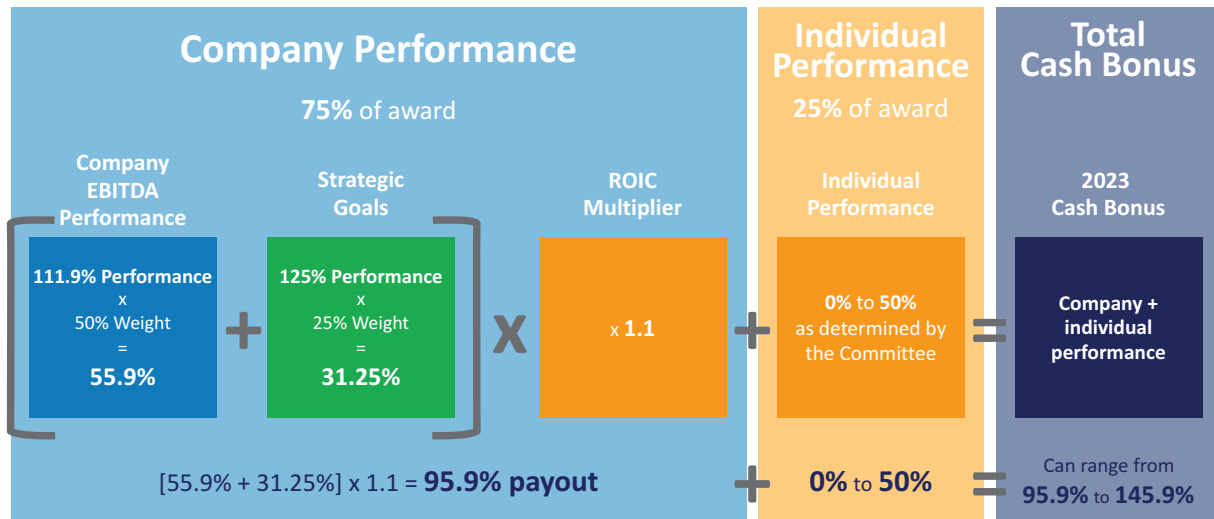 Company Performance
75% of award
Company
EBITDA
Performance
111.9% Performance
x
50% Weight
=
55.9%
+
Strategic
Goals
125% Performance
x
25% Weight
=
31.25%
X
ROIC
Multiplier
x 1.1
[55.9% + 31.25%] x 1.1 = 95.9% payout
+
Individual
Performance
25% of award
Individual
Performance
0% to 50%
as determined by
the Committee
+
0% to 50%
=
Total
Cash Bonus
2023
Cash Bonus
Company +
individual
performance
=
Can range from
95.9% to 145.9%